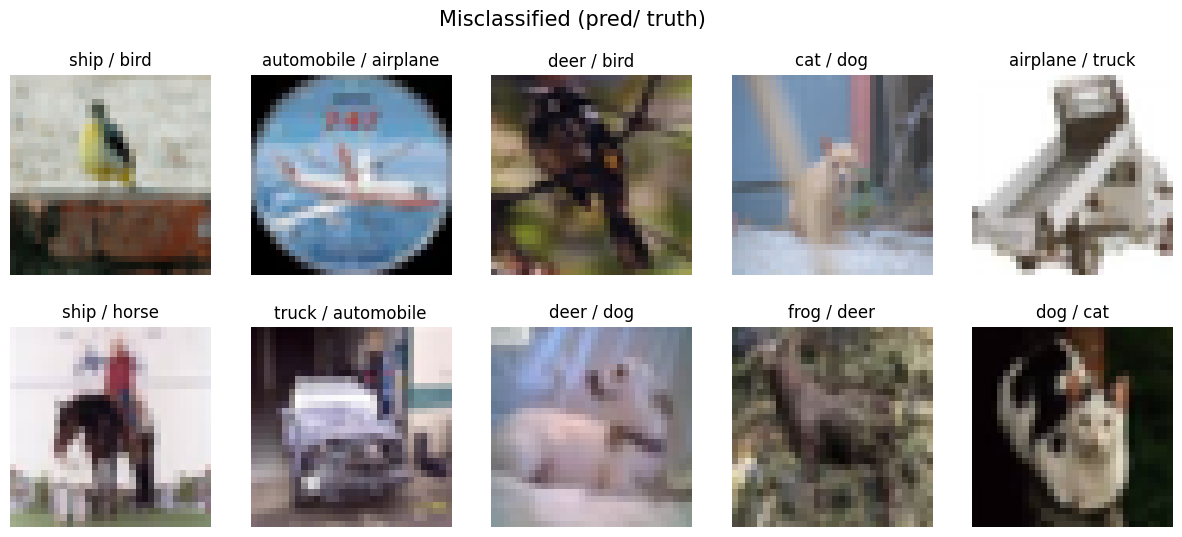 Misclassified (pred/ truth)
ship / bird
automobile / airplane
deer / bird
cat / dog
airplane / truck
ship / horse
truck / automobile
deer / dog
frog / deer
dog / cat